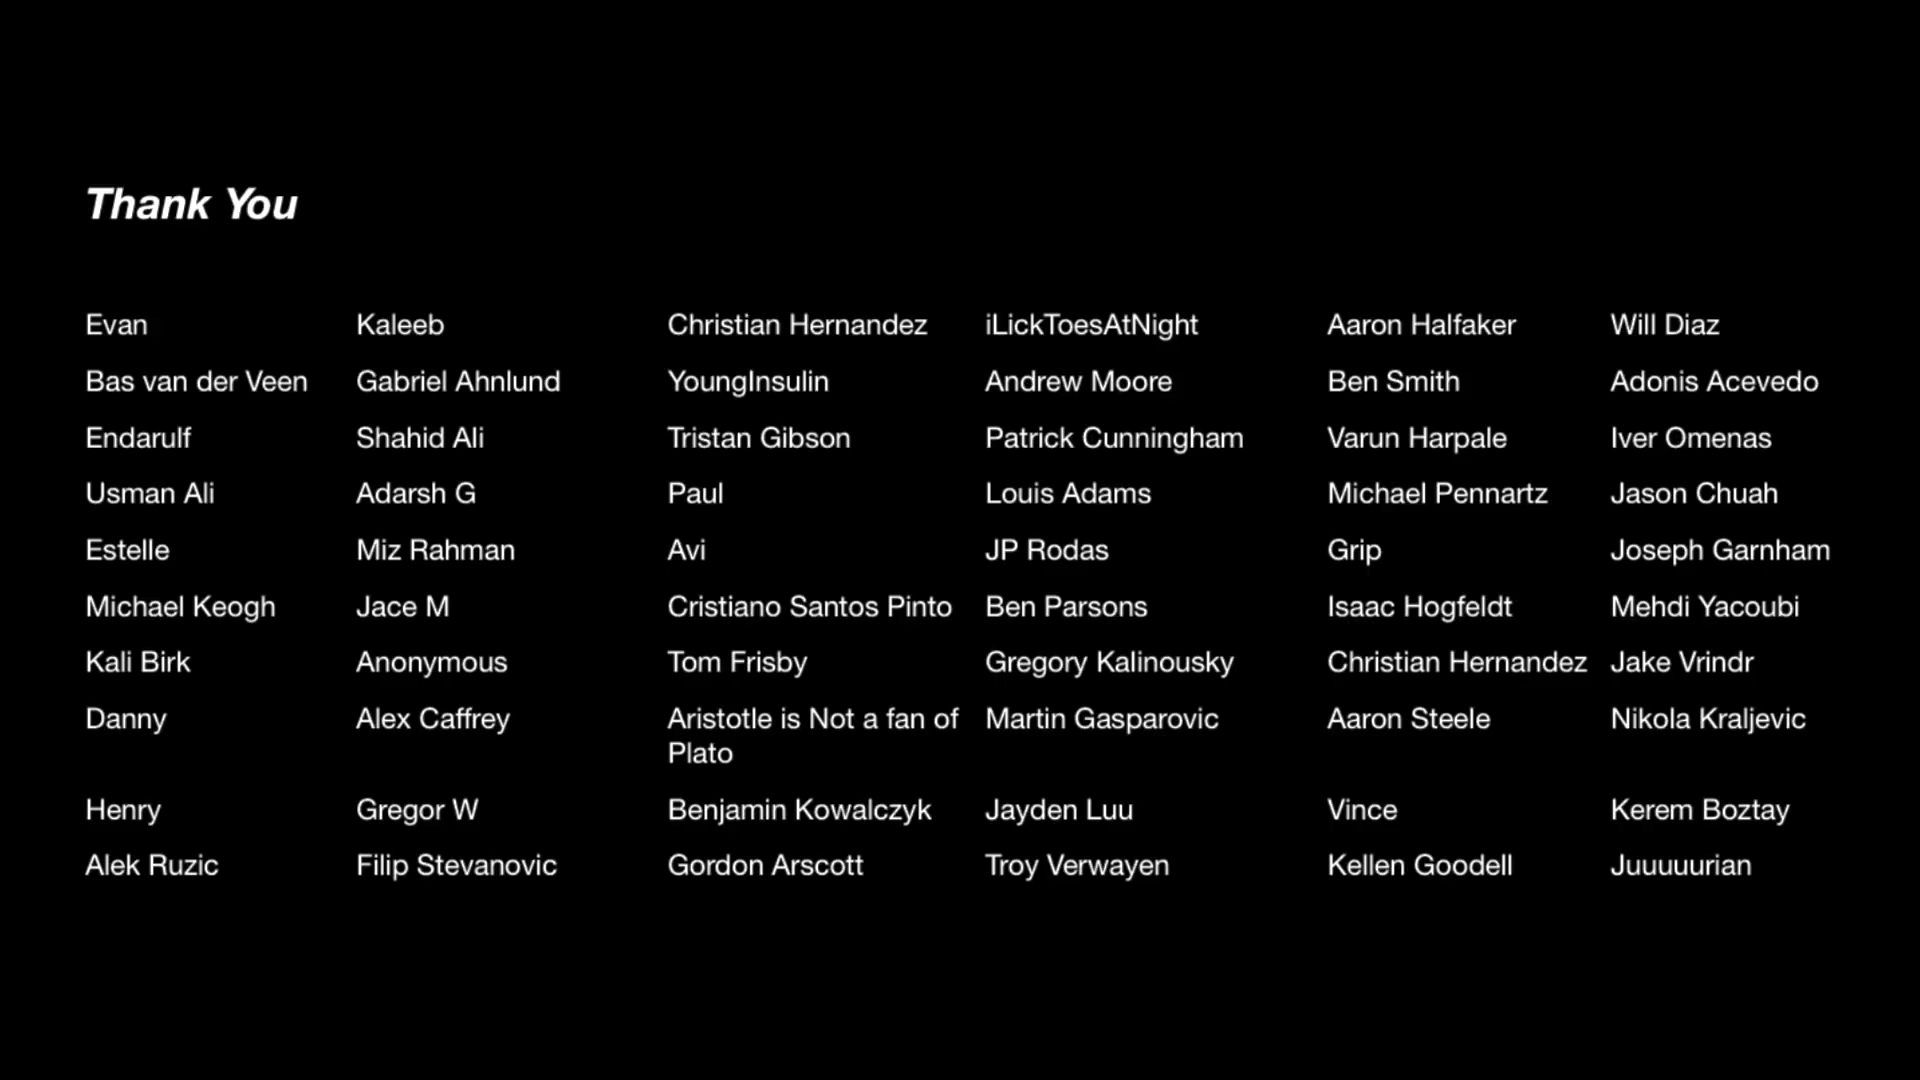 Thank You
Evan Kaleeb Christian Hernandez iLickToesAtNight Aaron Halfaker Will Diaz
Bas van der Veen Gabriel Ahnlund YoungInsulin Andrew Moore Ben Smith Adonis Acevedo
Endarulf Shahid Ali Tristan Gibson Patrick Cunningham Varun Harpale Iver Omenas
Usman Ali Adarsh G Paul Louis Adams Michael Pennartz Jason Chuah
Estelle Miz Rahman Avi JP Rodas Grip Joseph Garnham
Michael Keogh Jace M Cristiano Santos Pinto Ben Parsons Isaac Hogfeldt Mehdi Yacoubi
Kali Birk Anonymous Tom Frisby Gregory Kalinousky Christian Hernandez Jake Vrindr
Danny Alex Caffrey Aristotle is Not a fan of Martin Gasparovic Aaron Steele Nikola Kraljevic
Plato
Henry Gregor W Benjamin Kowalczyk Jayden Luu Vince Kerem Boztay
Alek Ruzic Filip Stevanovic Gordon Arscott Troy Verwayen Kellen Goodell Juuuuurian